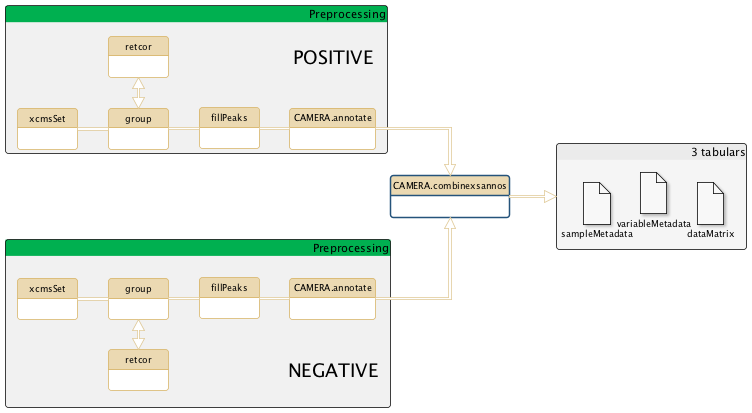 Preprocessing
retcor
POSITIVE
xcmsSet
group
fillPeaks
CAMERA.annotate
CAMERA.combinexsannos
3 tabulars
sampleMetadata
variableMetadata
dataMatrix
Preprocessing
xcmsSet
group
fillPeaks
CAMERA.annotate
retcor
NEGATIVE